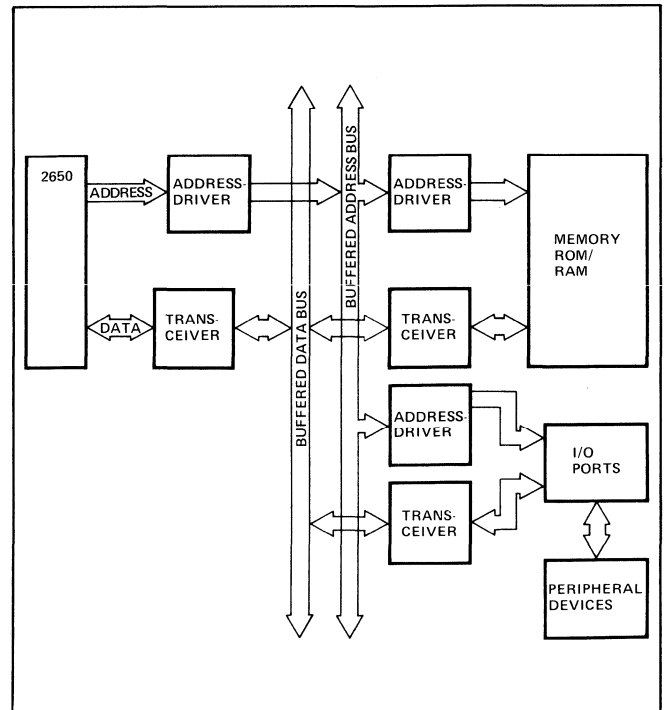 2650
ADDRESS
ADDRESS-
DRIVER
BUFFERED ADDRESS BUS
ADDRESS-
DRIVER
MEMORY
ROM/
RAM
DATA
TRANS-
CEIVER
BUFFERED DATA BUS
TRANS-
CEIVER
ADDRESS-
DRIVER
I/O
PORTS
TRANS-
CEIVER
PERIPHERAL
DEVICES